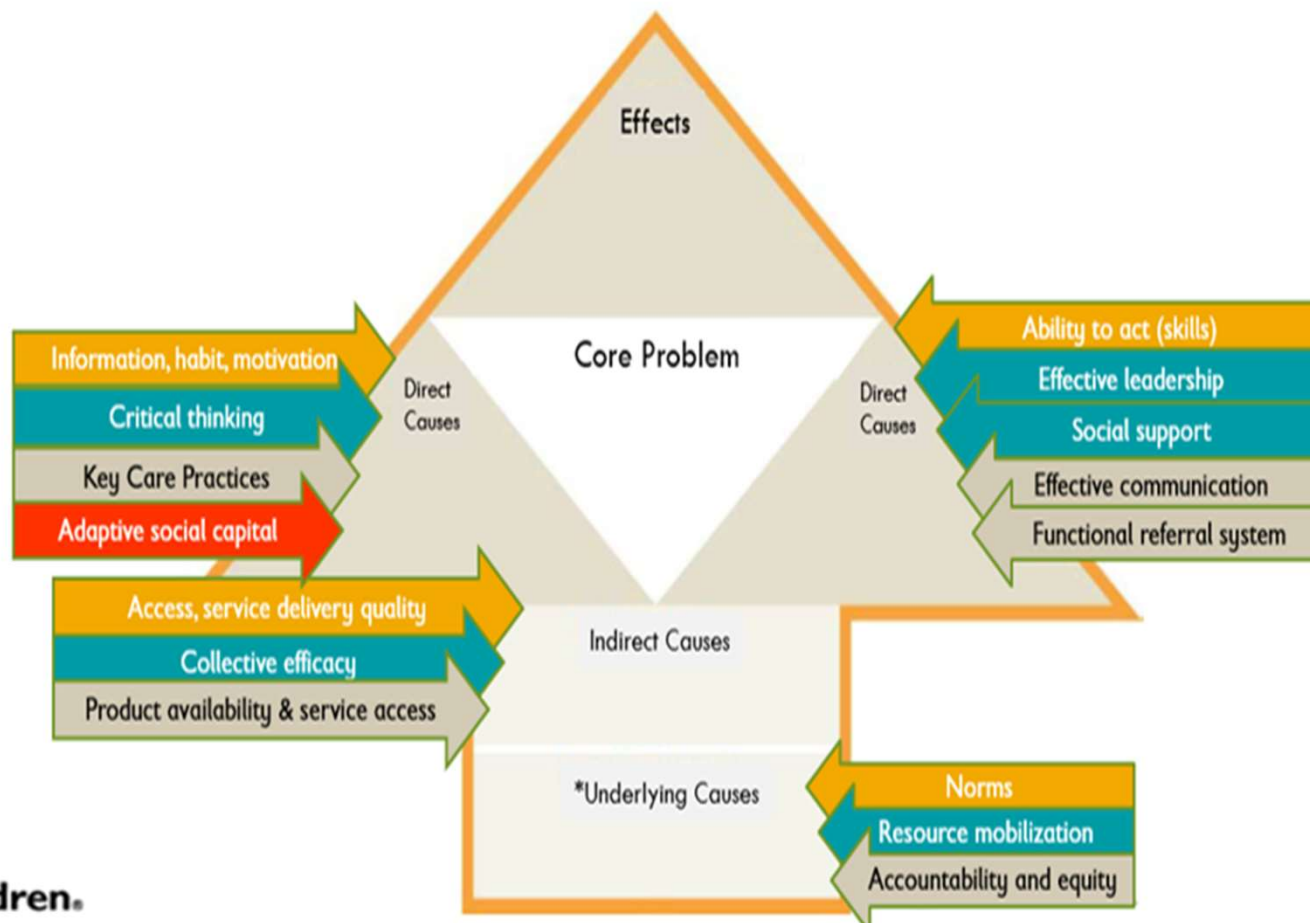 Effects
Core Problem
Direct
Causes
Direct
Causes
Information, habit, motivation
Critical thinking
Key Care Practices
Adaptive social capital
Ability to act (skills)
Effective leadership
Social support
Effective communication
Functional referral system
Access, service delivery quality
Collective efficacy
Product availability & service access
Indirect Causes
*Underlying Causes
Norms
Resource mobilization
Accountability and equity
dren®